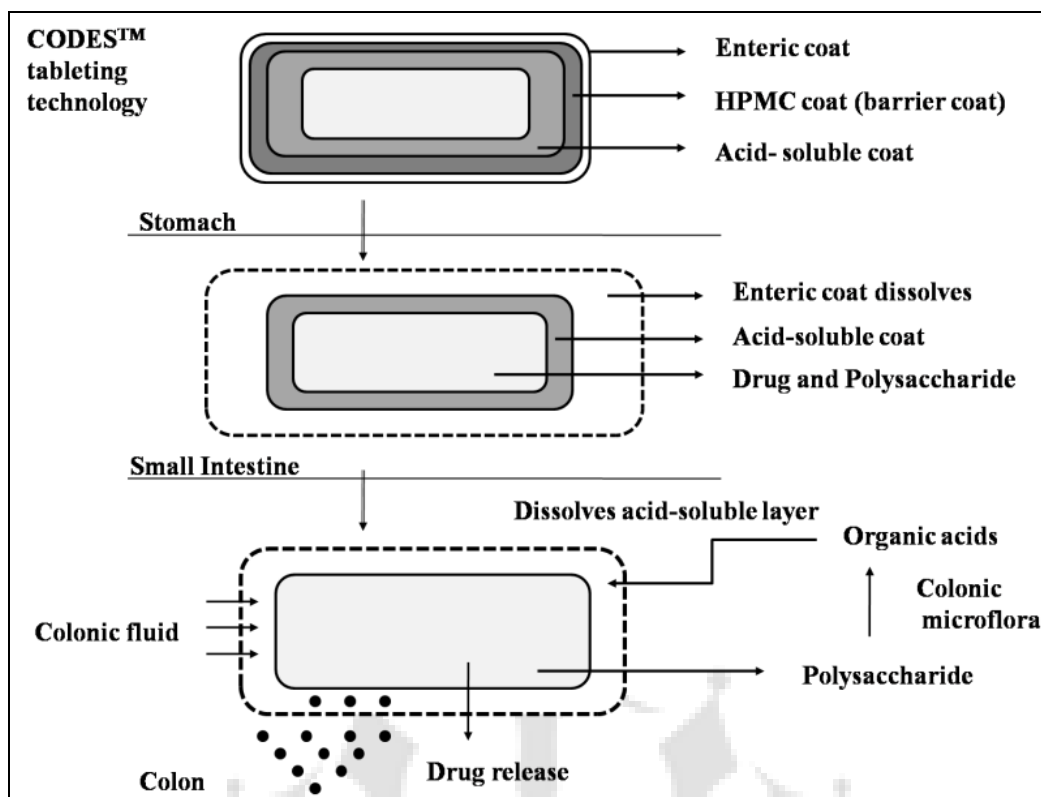 CODES™
tableting
technology
Enteric coat
HPMC coat (barrier coat)
Acid- soluble coat
Stomach
Enteric coat dissolves
Acid-soluble coat
Drug and Polysaccharide
Small Intestine
Dissolves acid-soluble layer
Organic acids
Colonic
microflora
Colonic fluid
Polysaccharide
Drug release
Colon